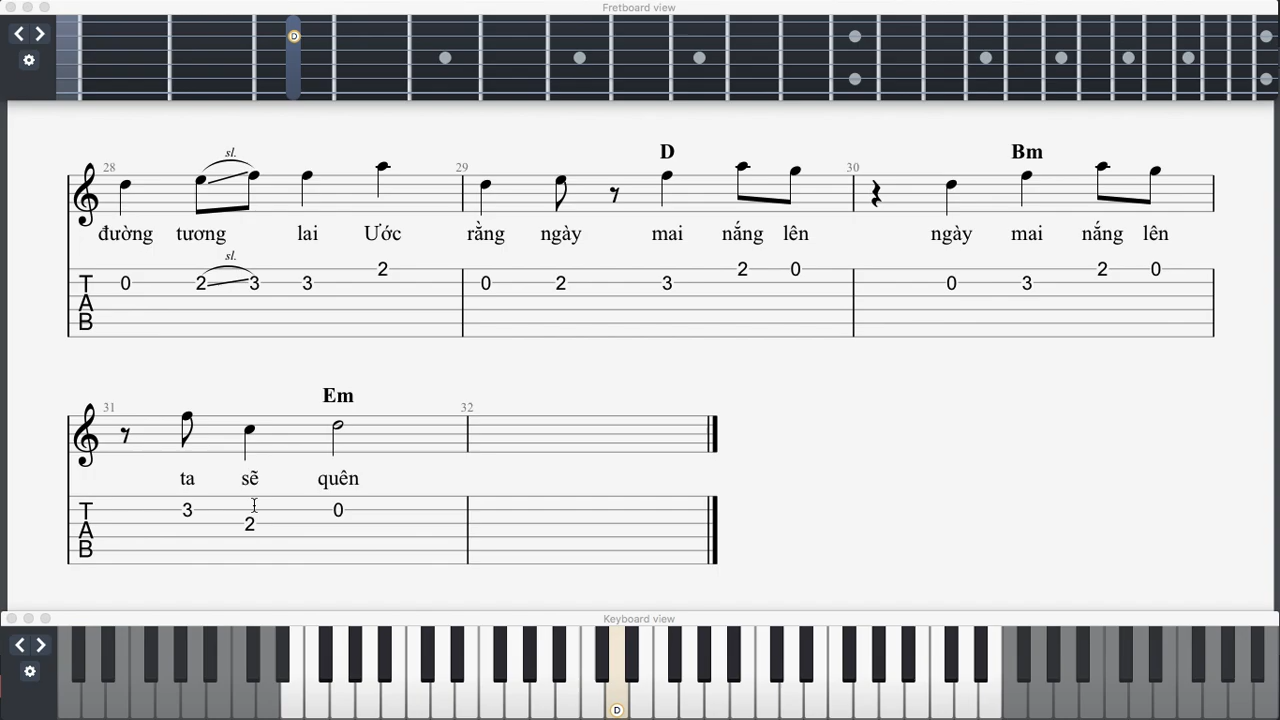 Fretboard view
D
sl.
28 29 D 30 Bm
đường tương lai Ước rằng ngày mai nắng lên ngày mai nắng lên
sl.
T A B 0 2 3 3 2 0 2 3 2 0 0 3 2 0
31 Em 32
ta sẽ quên
T A B 3 2 0
Keyboard view
D